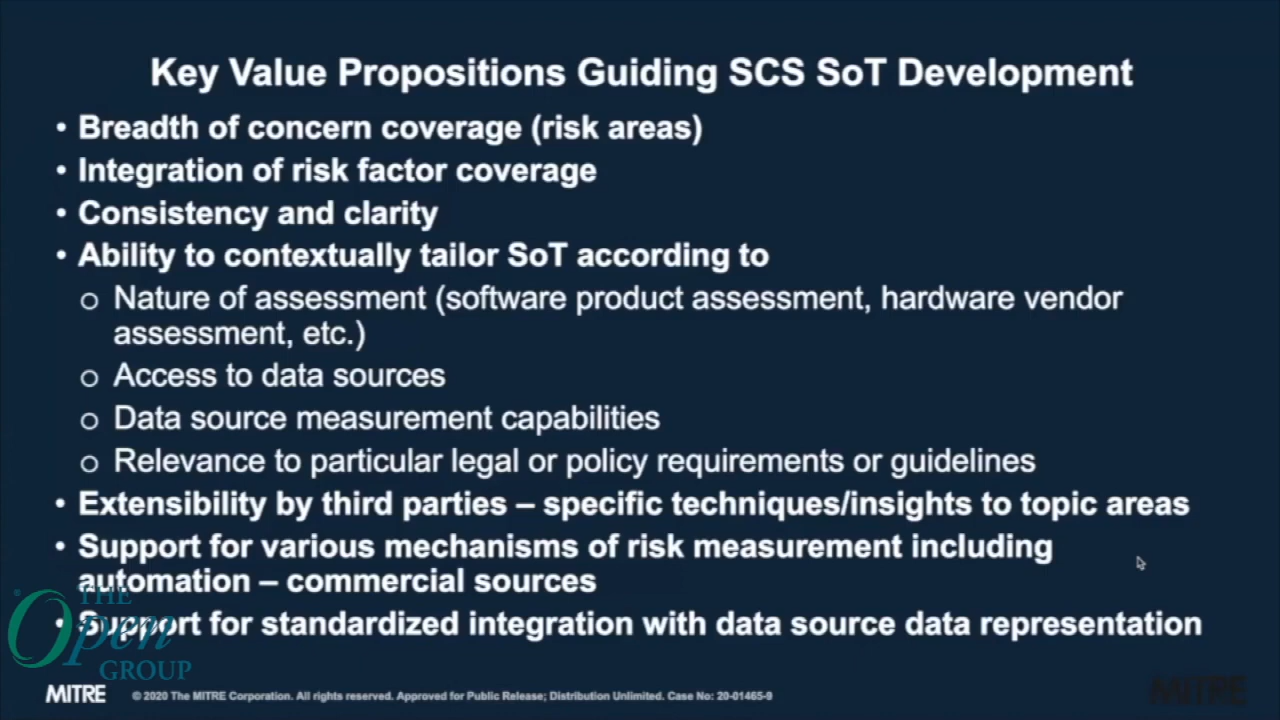 Key Value Propositions Guiding SCS SoT Development
• Breadth of concern coverage (risk areas)
• Integration of risk factor coverage
• Consistency and clarity
• Ability to contextually tailor SoT according to
o Nature of assessment (software product assessment, hardware vendor
assessment, etc.)
o Access to data sources
o Data source measurement capabilities
o Relevance to particular legal or policy requirements or guidelines
• Extensibility by third parties – specific techniques/insights to topic areas
• Support for various mechanisms of risk measurement including
automation – commercial sources
• Support for standardized integration with data source data representation
THE
Open
GROUP
®
MITRE
© 2020 The MITRE Corporation. All rights reserved. Approved for Public Release; Distribution Unlimited. Case No: 20-01465-9
MITRE